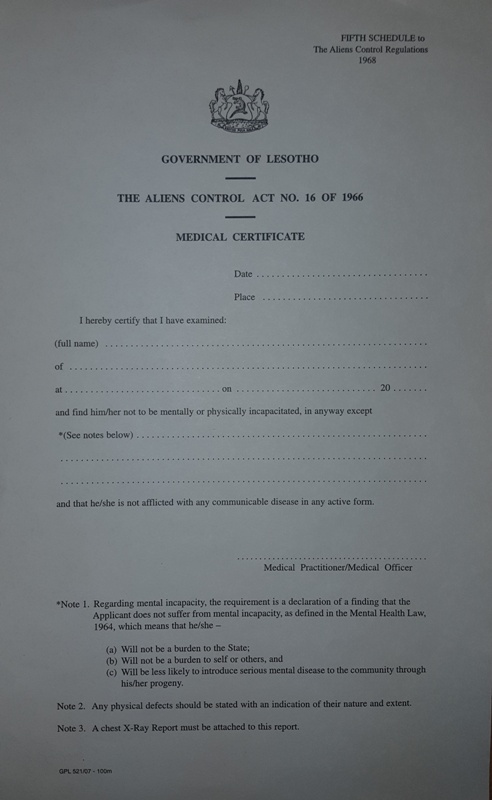 FIFTH SCHEDULE to
The Aliens Control Regulations
1968
GOVERNMENT OF LESOTHO
THE ALIENS CONTROL ACT NO. 16 OF 1966
MEDICAL CERTIFICATE
Date ................................
Place ................................
I hereby certify that I have examined:
(full name) ................................................................
of ................................................................
at ................................ on ................................ 20 .......
and find him/her not to be mentally or physically incapacitated, in anyway except
*(See notes below) ................................................................
................................................................
................................................................
and that he/she is not afflicted with any communicable disease in any active form.
................................................
Medical Practitioner/Medical Officer
*Note 1. Regarding mental incapacity, the requirement is a declaration of a finding that the
Applicant does not suffer from mental incapacity, as defined in the Mental Health Law,
1964, which means that he/she –
(a) Will not be a burden to the State;
(b) Will not be a burden to self or others, and
(c) Will be less likely to introduce serious mental disease to the community through
his/her progeny.
Note 2. Any physical defects should be stated with an indication of their nature and extent.
Note 3. A chest X-Ray Report must be attached to this report.
GPL 521/07 - 100m